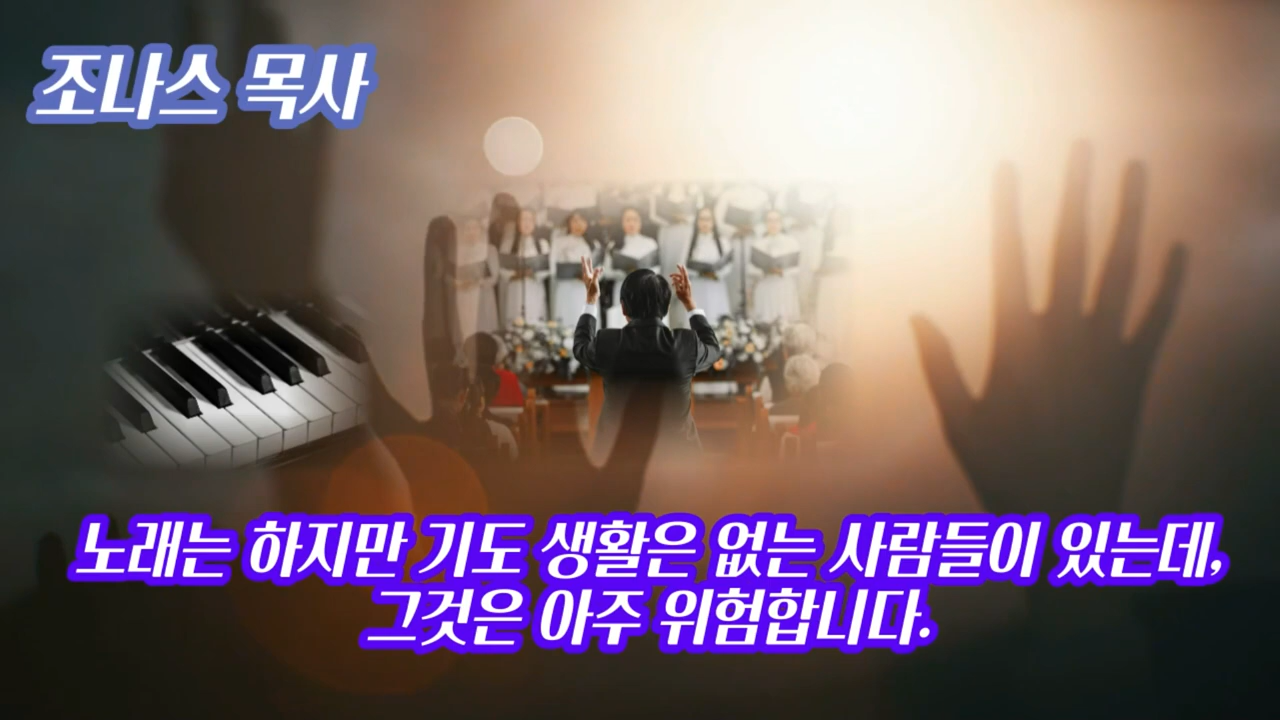 조나스 목사
노래는 하지만 기도 생활은 없는 사람들이 있는데,
그것은 아주 위험합니다.